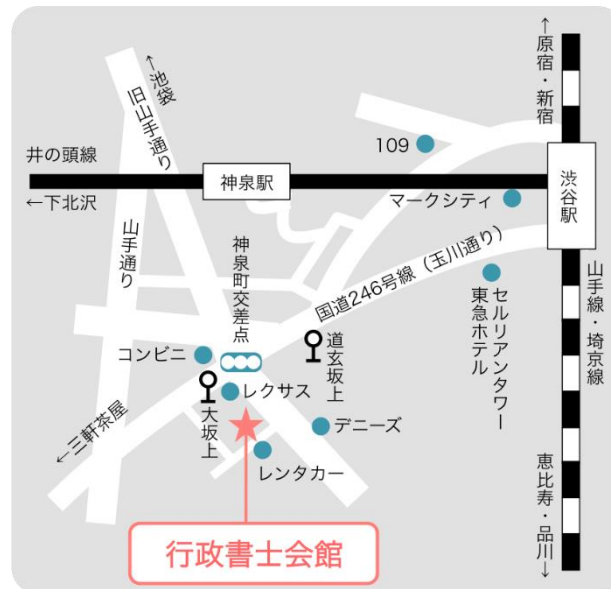 ←原宿・新宿
←池袋
旧山手通り
109
井の頭線
神泉駅
渋谷駅
←下北沢
マークシティ
山手通り
神泉町交差点
国道246号線（玉川通り）
セルリアンタワー
東急ホテル
山手線・埼京線
コンビニ
道玄坂上
レクサス
大坂上
デニーズ
←三軒茶屋
レンタカー
恵比寿・品川→
行政書士会館